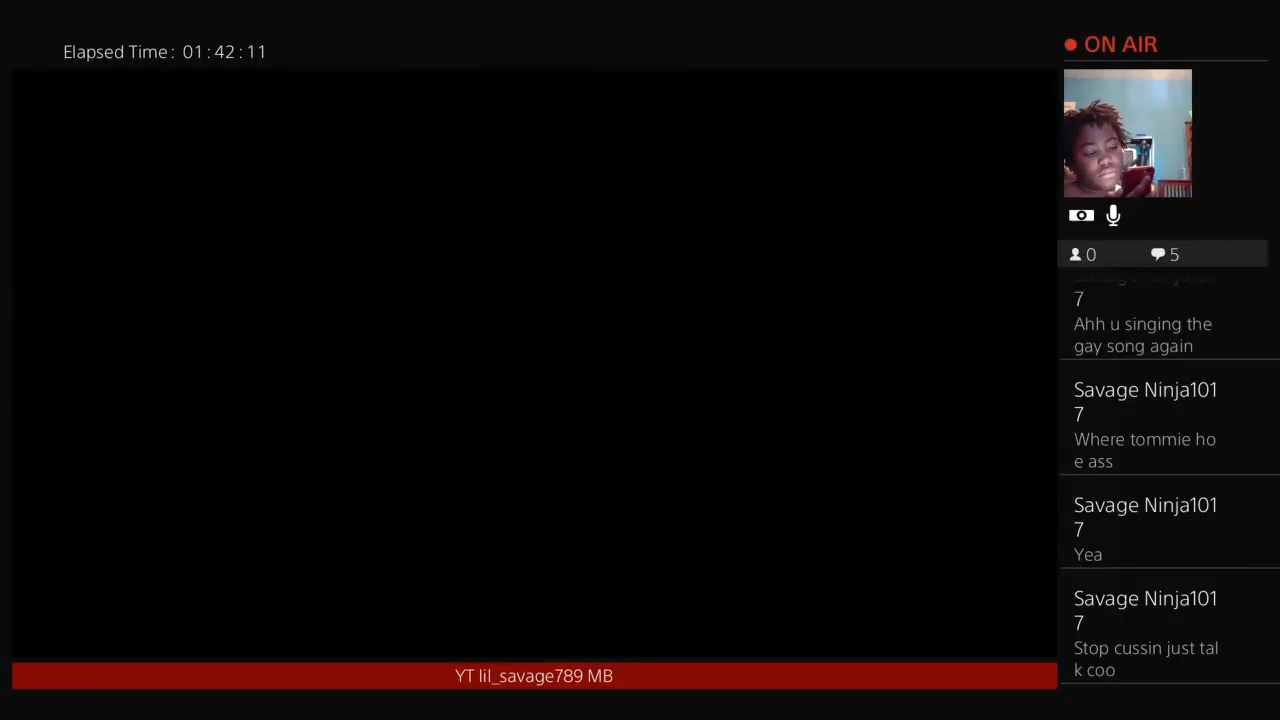 Elapsed Time: 01:42:11
ON AIR
0 5
7
Ahh u singing the
gay song again
Savage Ninja101
7
Where tommie ho
e ass
Savage Ninja101
7
Yea
Savage Ninja101
7
Stop cussin just tal
k coo
YT lil_savage789 MB